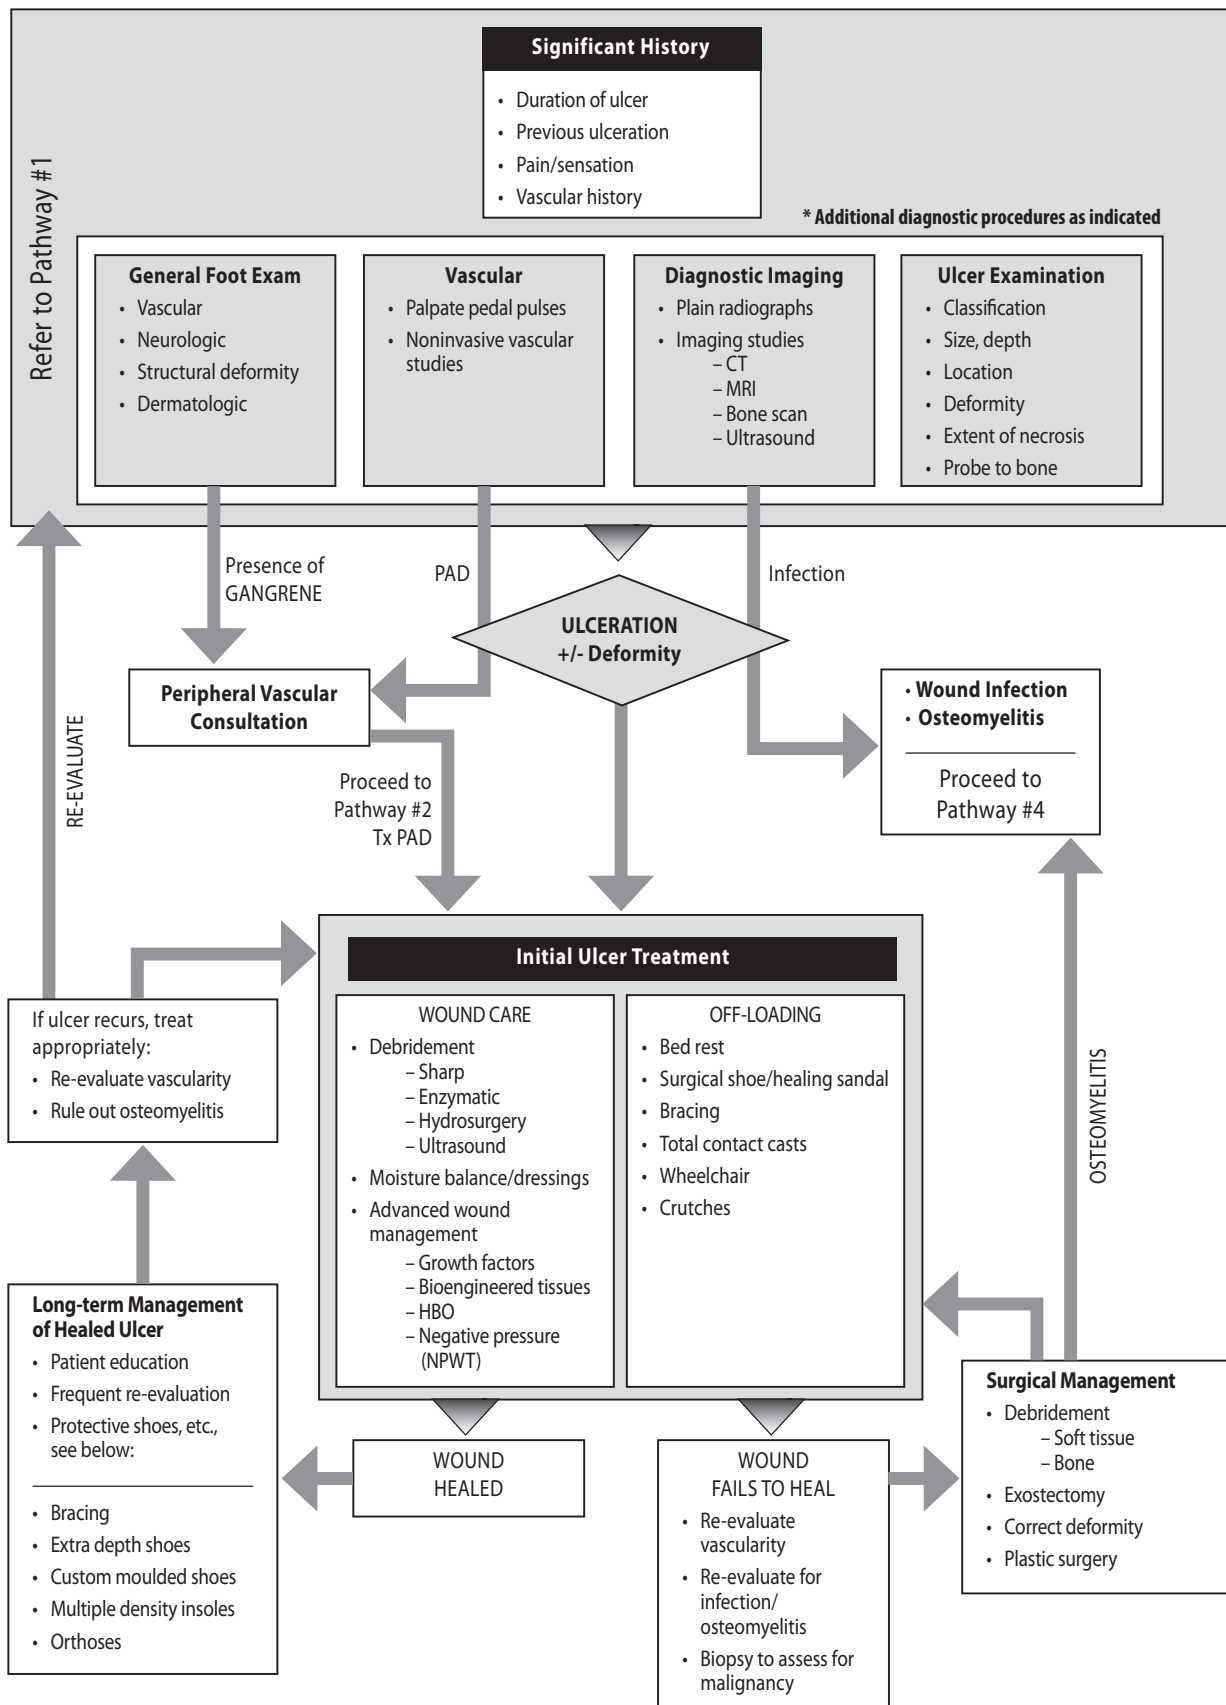 Significant History
• Duration of ulcer
• Previous ulceration
• Pain/sensation
• Vascular history
Refer to Pathway #1
* Additional diagnostic procedures as indicated
General Foot Exam
• Vascular
• Neurologic
• Structural deformity
• Dermatologic
Vascular
• Palpate pedal pulses
• Noninvasive vascular
studies
Diagnostic Imaging
• Plain radiographs
• Imaging studies
– CT
– MRI
– Bone scan
– Ultrasound
Ulcer Examination
• Classification
• Size, depth
• Location
• Deformity
• Extent of necrosis
• Probe to bone
Presence of
GANGRENE
PAD
Infection
ULCERATION
+/- Deformity
Peripheral Vascular
Consultation
• Wound Infection
• Osteomyelitis
Proceed to
Pathway #4
RE-EVALUATE
Proceed to
Pathway #2
Tx PAD
Initial Ulcer Treatment
WOUND CARE
• Debridement
– Sharp
– Enzymatic
– Hydrosurgery
– Ultrasound
• Moisture balance/dressings
• Advanced wound
management
– Growth factors
– Bioengineered tissues
– HBO
– Negative pressure
(NPWT)
OFF-LOADING
• Bed rest
• Surgical shoe/healing sandal
• Bracing
• Total contact casts
• Wheelchair
• Crutches
If ulcer recurs, treat
appropriately:
• Re-evaluate vascularity
• Rule out osteomyelitis
OSTEOMYELITIS
Long-term Management
of Healed Ulcer
• Patient education
• Frequent re-evaluation
• Protective shoes, etc.,
see below:
• Bracing
• Extra depth shoes
• Custom moulded shoes
• Multiple density insoles
• Orthoses
WOUND
HEALED
WOUND
FAILS TO HEAL
• Re-evaluate
vascularity
• Re-evaluate for
infection/
osteomyelitis
• Biopsy to assess for
malignancy
Surgical Management
• Debridement
– Soft tissue
– Bone
• Exostectomy
• Correct deformity
• Plastic surgery